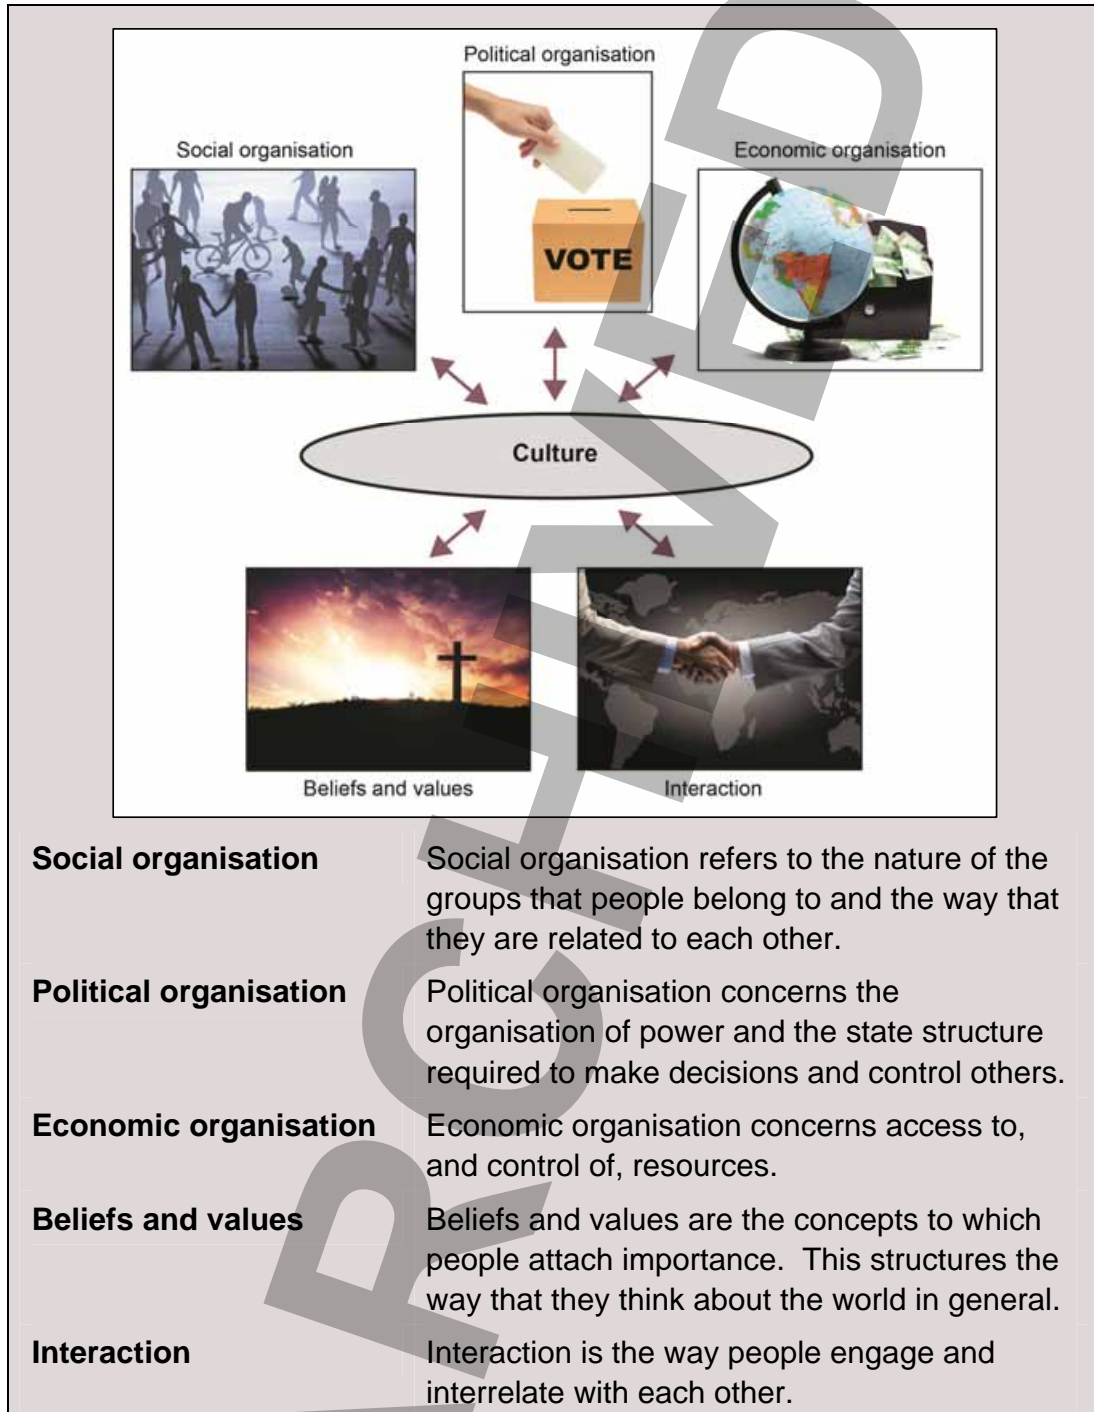 Political organisation
Social organisation
Economic organisation
VOTE
Culture
Beliefs and values
Interaction
Social organisation
Social organisation refers to the nature of the
groups that people belong to and the way that
they are related to each other.
Political organisation
Political organisation concerns the
organisation of power and the state structure
required to make decisions and control others.
Economic organisation
Economic organisation concerns access to,
and control of, resources.
Beliefs and values
Beliefs and values are the concepts to which
people attach importance.  This structures the
way that they think about the world in general.
Interaction
Interaction is the way people engage and
interrelate with each other.
ARCHIVED